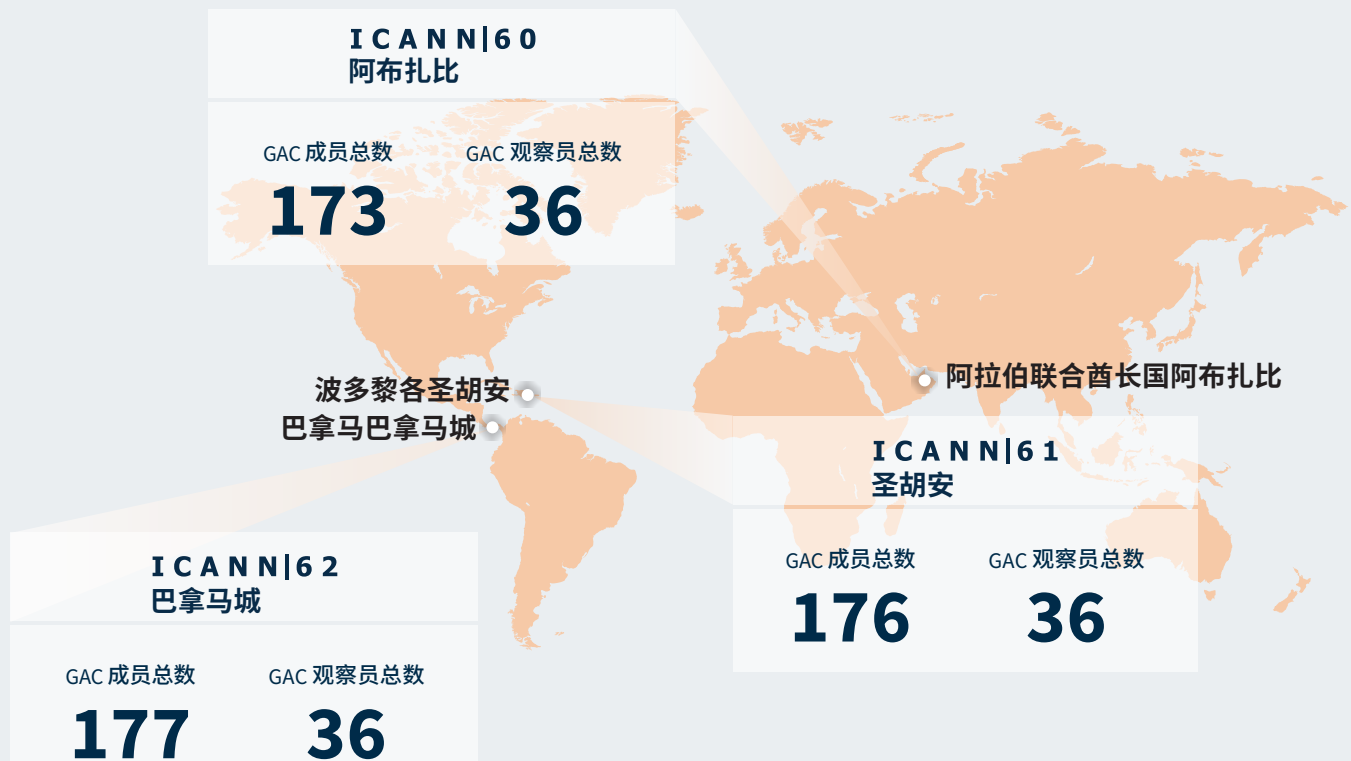 ICANN|60
阿布扎比
GAC 成员总数
GAC 观察员总数
173
36
波多黎各圣胡安
巴拿马巴拿马城
阿拉伯联合酋长国阿布扎比
ICANN|61
圣胡安
GAC 成员总数
GAC 观察员总数
176
36
ICANN|62
巴拿马城
GAC 成员总数
GAC 观察员总数
177
36